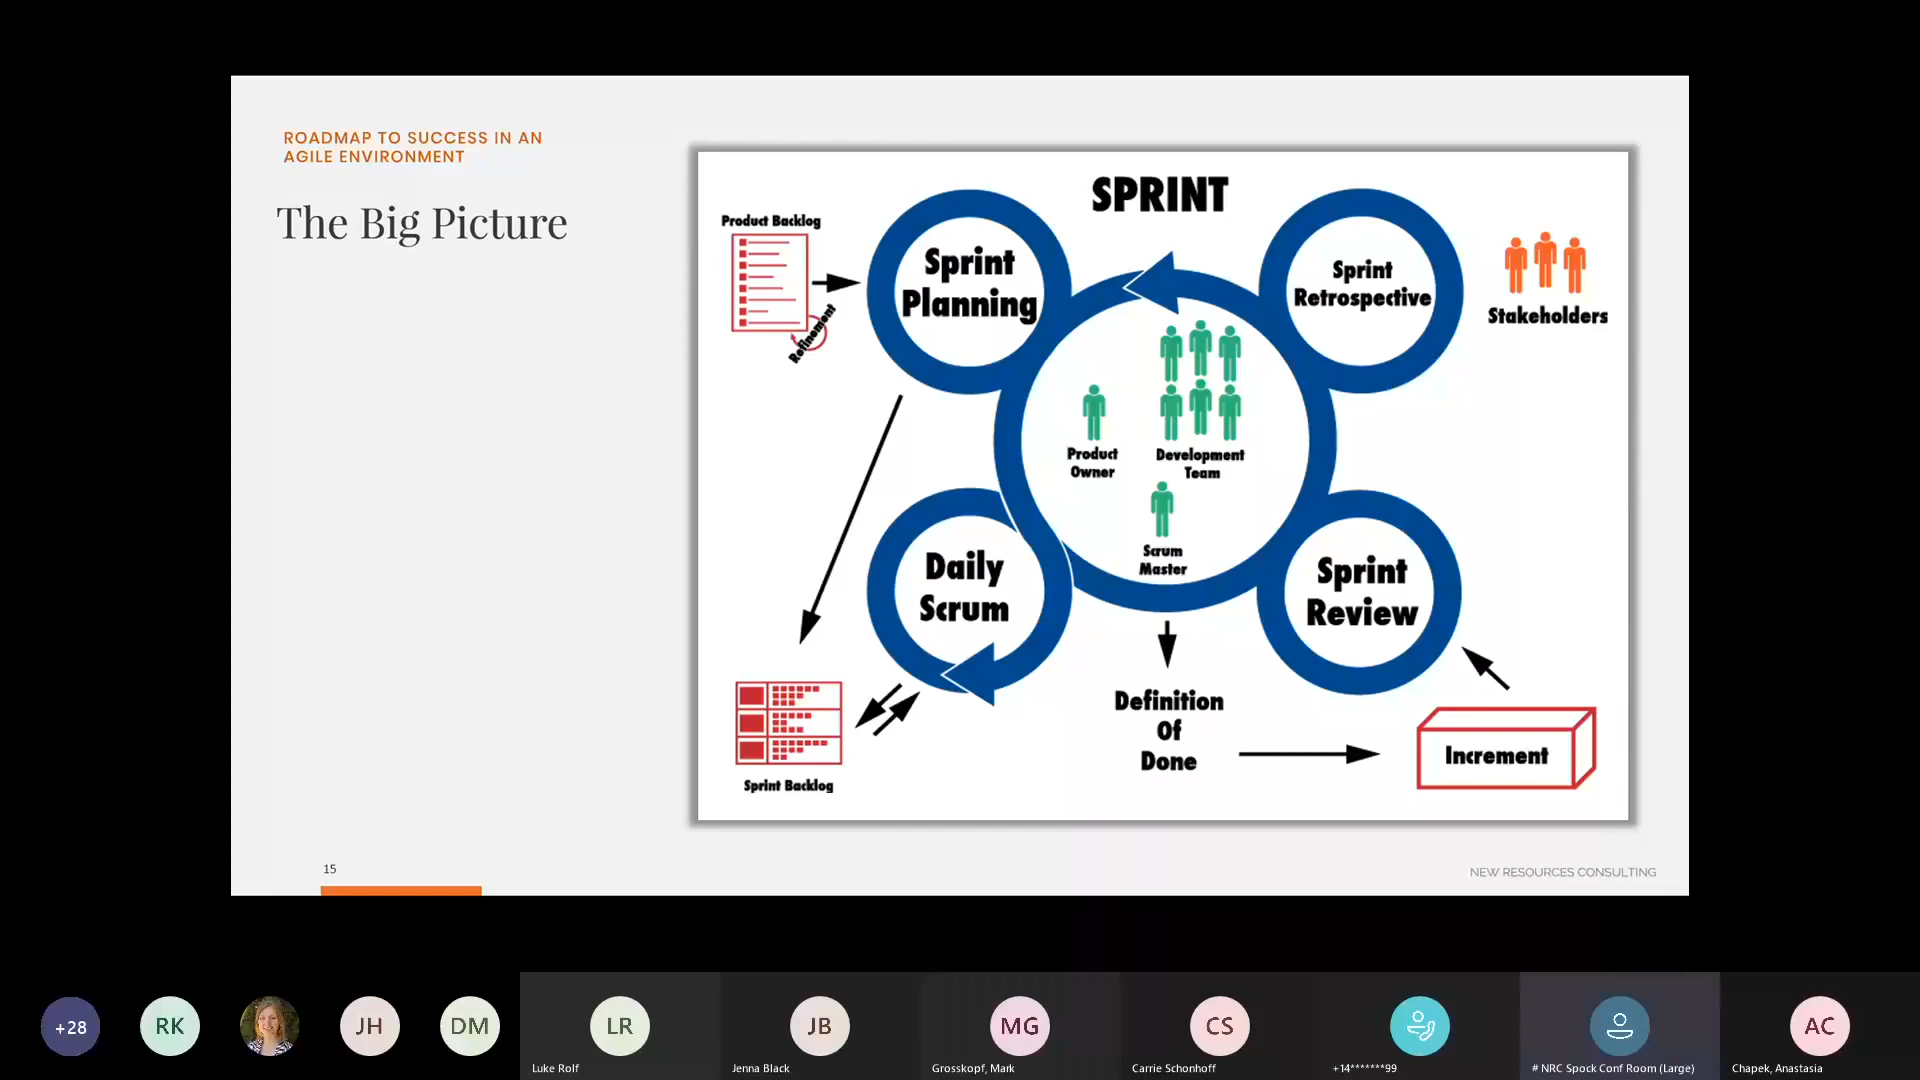 ROADMAP TO SUCCESS IN AN
AGILE ENVIRONMENT
The Big Picture
SPRINT
Product Backlog
Refinement
Sprint
Planning
Sprint
Retrospective
Stakeholders
Product
Owner
Development
Team
Scrum
Master
Daily
Scrum
Sprint
Review
Definition
Of
Done
Increment
Sprint Backlog
15
NEW RESOURCES CONSULTING
+28
RK
JH
DM
LR
Luke Rolf
JB
Jenna Black
MG
Grosskopf, Mark
CS
Carrie Schonhoff
+14*******99
# NRC Spock Conf Room (Large)
AC
Chapek, Anastasia